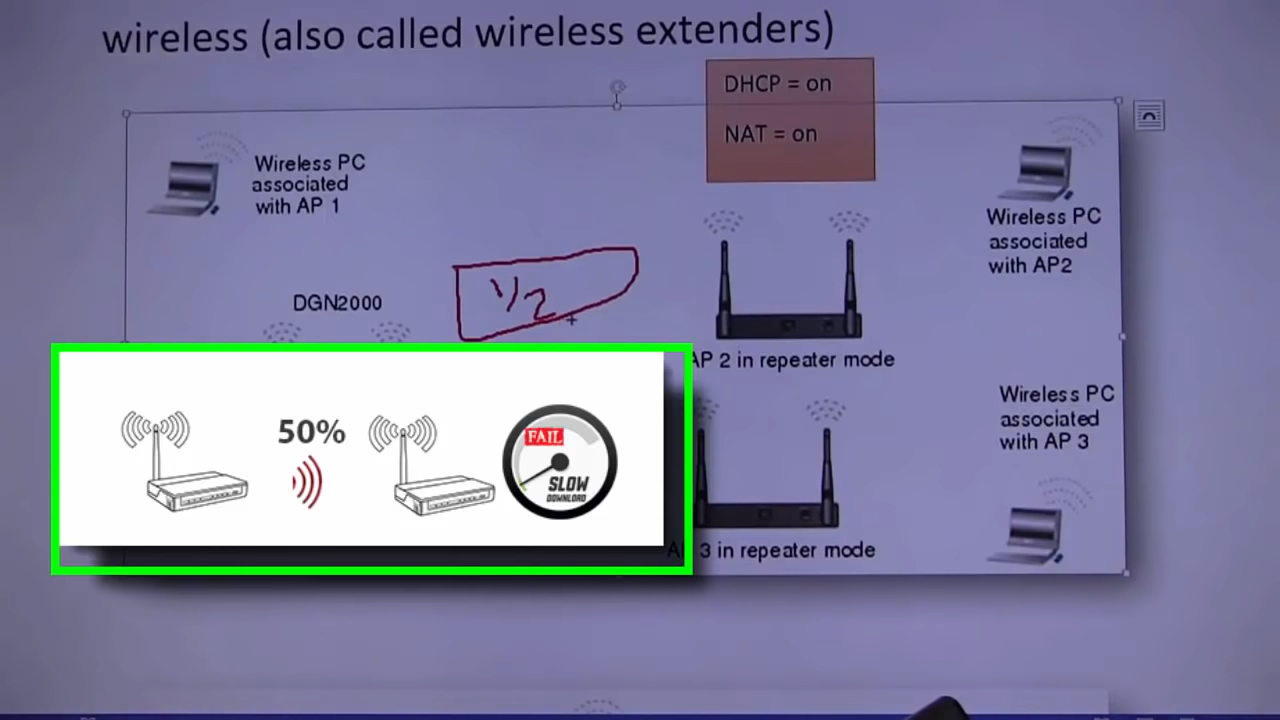 wireless (also called wireless extenders)
DHCP = on
NAT = on
Wireless PC
associated
with AP 1
Wireless PC
associated
with AP2
DGN2000
1/2
AP 2 in repeater mode
Wireless PC
associated
with AP 3
50%
FAIL
SLOW
DOWNLOAD
AP 3 in repeater mode